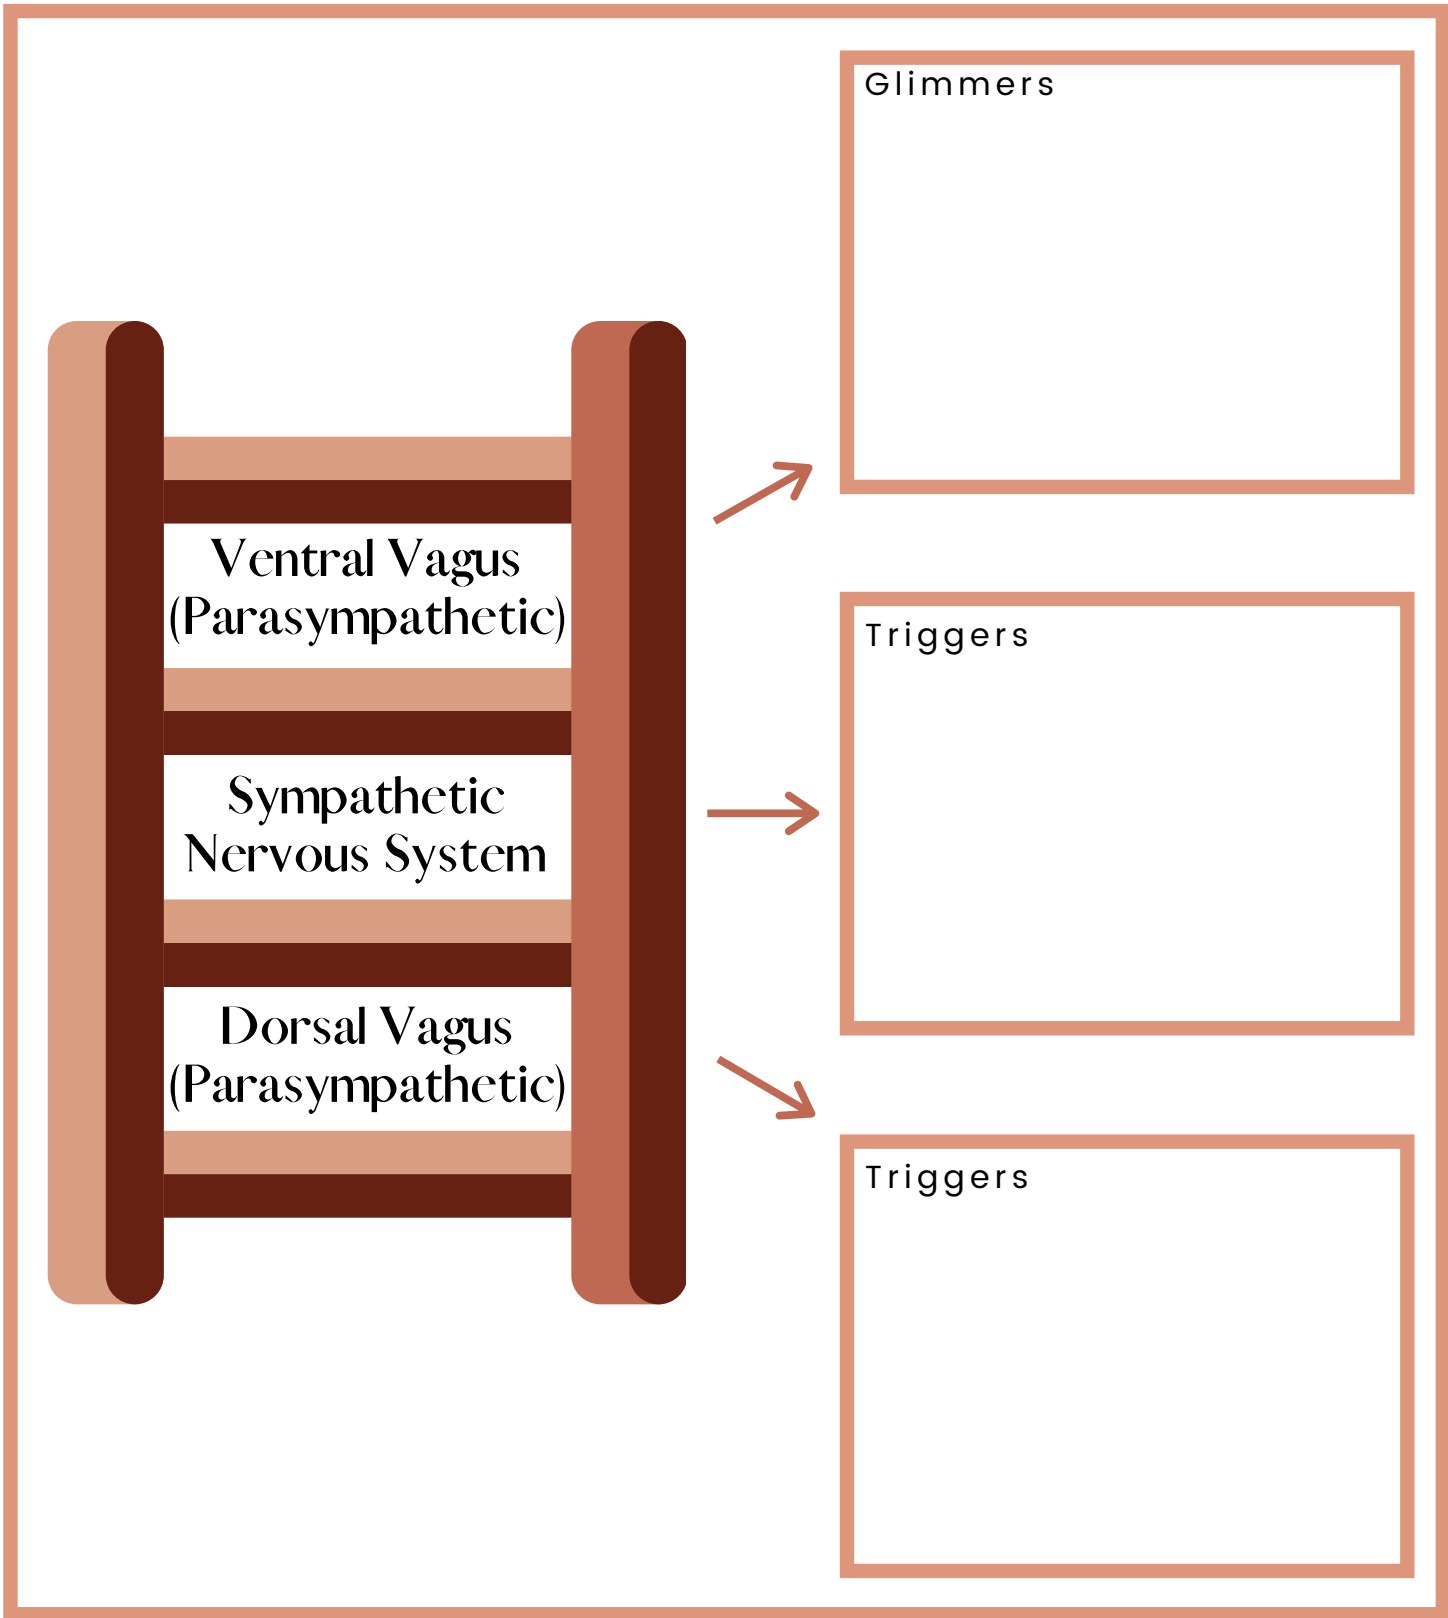 Glimmers
Ventral Vagus
(Parasympathetic)
Triggers
Sympathetic
Nervous System
Dorsal Vagus
(Parasympathetic)
Triggers